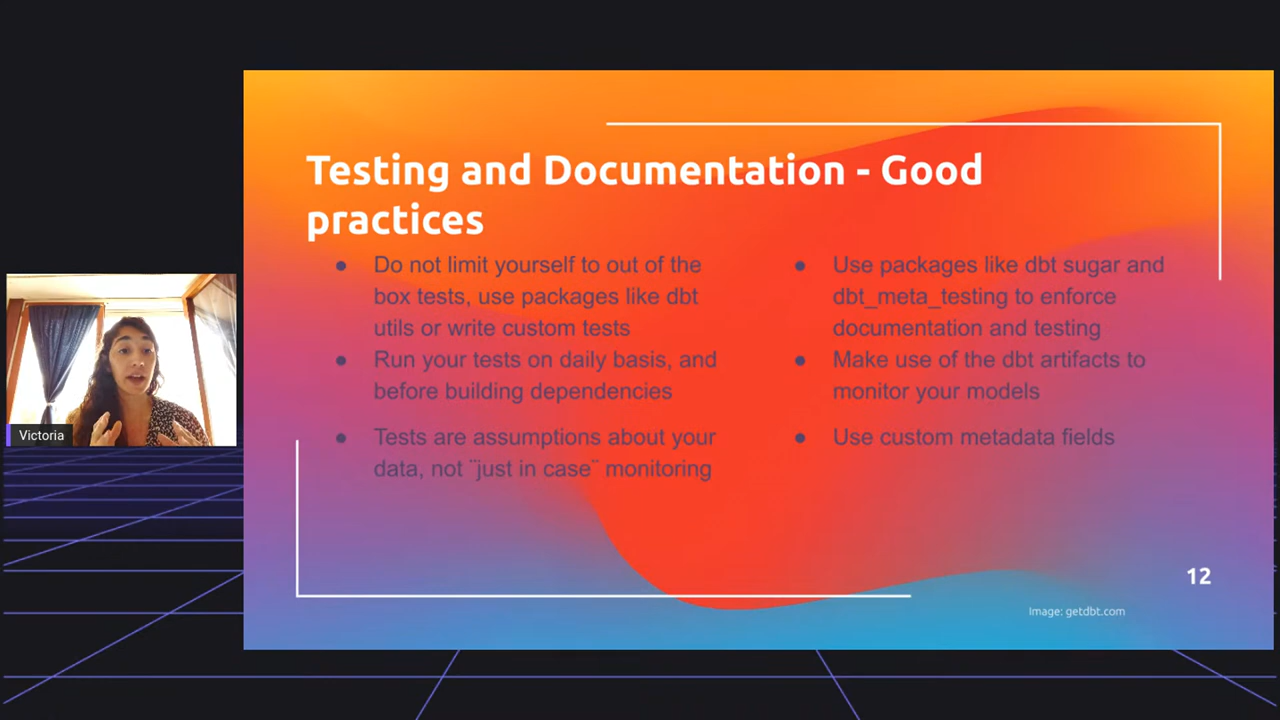 Testing and Documentation - Good
practices
● Do not limit yourself to out of the
box tests, use packages like dbt
utils or write custom tests
● Run your tests on daily basis, and
before building dependencies
● Tests are assumptions about your
data, not ¨just in case¨ monitoring
● Use packages like dbt sugar and
dbt_meta_testing to enforce
documentation and testing
● Make use of the dbt artifacts to
monitor your models
● Use custom metadata fields
12
Image: getdbt.com
Victoria